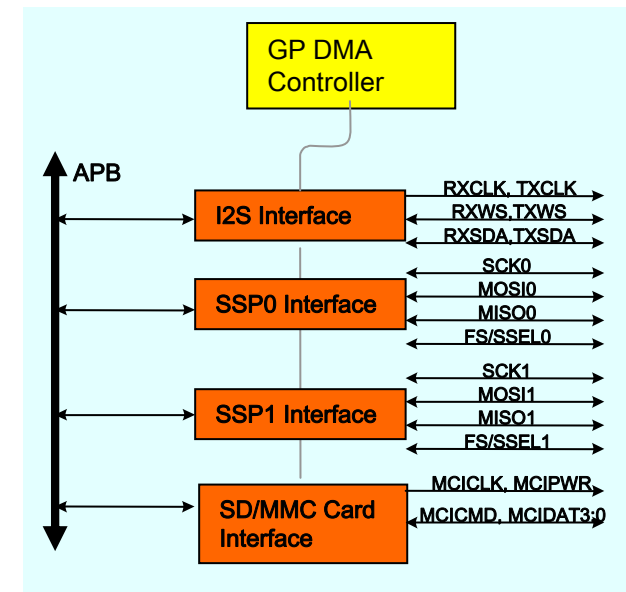 GP DMA
Controller
APB
I2S Interface
RXCLK, TXCLK
RXWS,TXWS
RXSDA,TXSDA
SSP0 Interface
SCK0
MOSI0
MISO0
FS/SSEL0
SSP1 Interface
SCK1
MOSI1
MISO1
FS/SSEL1
SD/MMC Card
Interface
MCICLK, MCIPWR
MCICMD, MCIDAT3:0